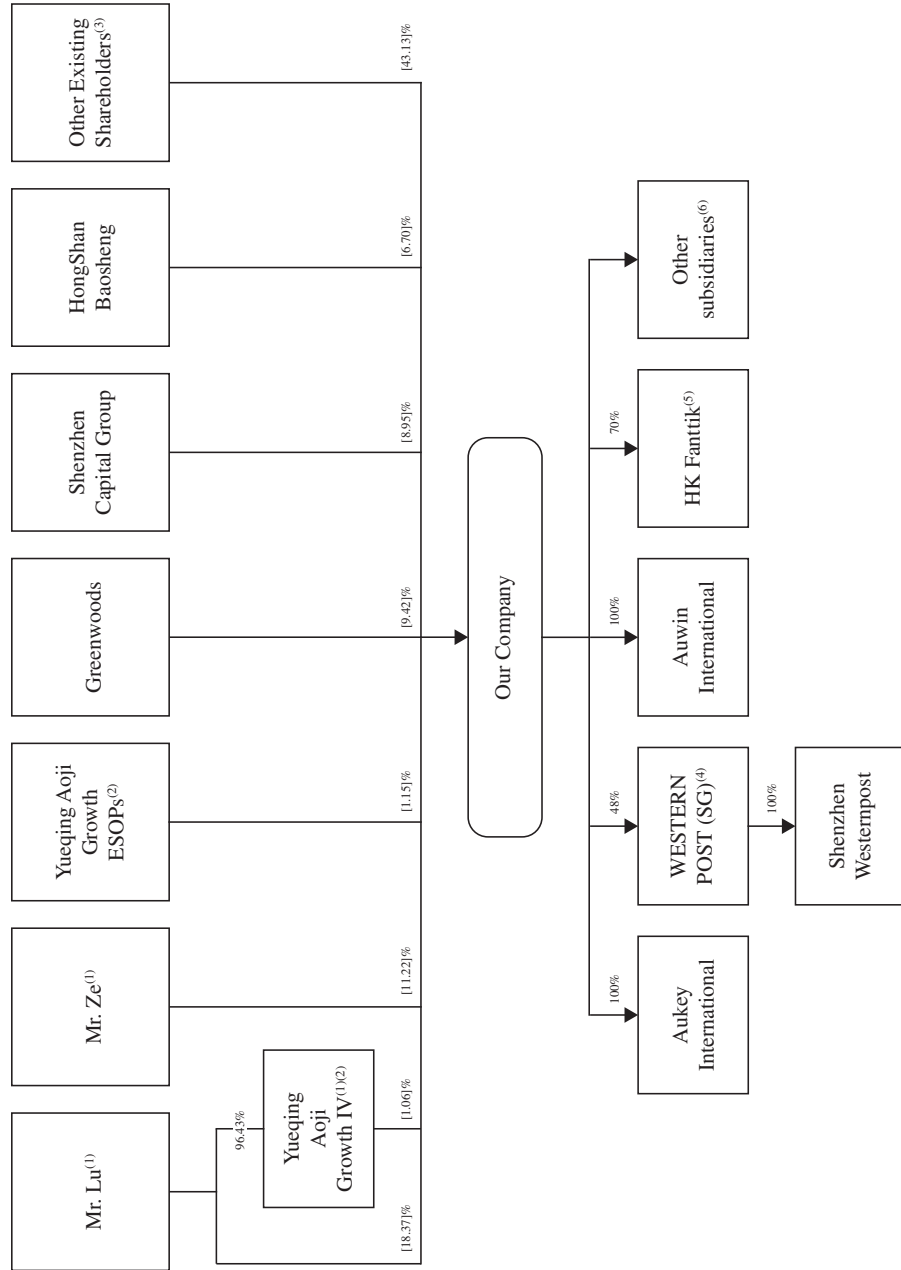 Mr. Lu(1)
Mr. Ze(1)
Yueqing Aoji
Growth
ESOPs(2)
Greenwoods
Shenzhen
Capital Group
HongShan
Baosheng
Other Existing
Shareholders(3)
96.43%
Yueqing
Aoji
Growth IV(1)(2)
[18.37]%
[1.06]%
[11.22]%
[1.15]%
[9.42]%
[8.95]%
[6.70]%
[43.13]%
Our Company
100%
48%
100%
70%
Aukey
International
WESTERN
POST (SG)(4)
Auwin
International
HK Fanttik(5)
Other
subsidiaries(6)
100%
Shenzhen
Westernpost